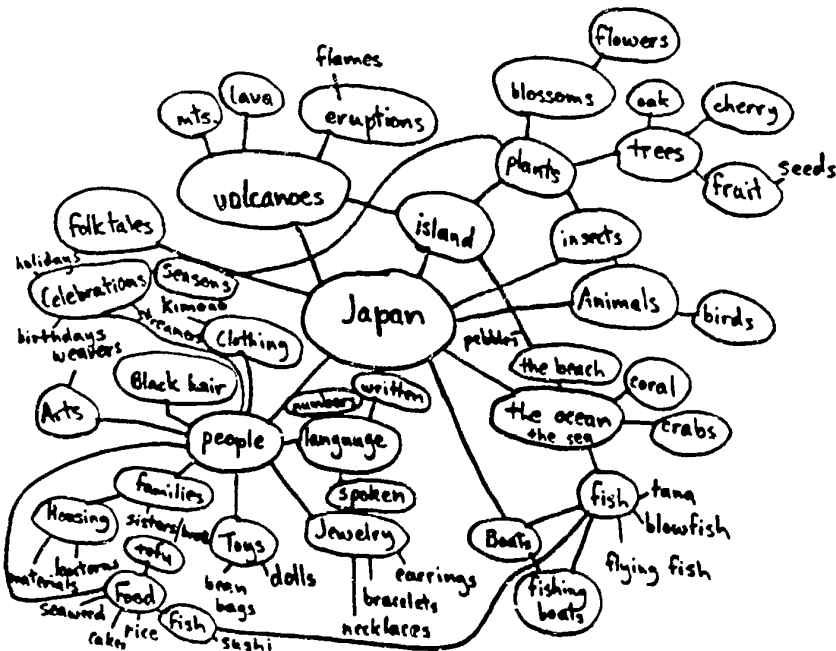 flowers
flames
blossoms
lava
oak
cherry
mts.
eruptions
plants
trees
seeds
fruit
volcanoes
island
insects
folktales
holidays
Seasons
Celebrations
Kimono
Animals
birds
Japan
streamers
Clothing
birthdays
pebbles
weavers
the beach
Black hair
written
coral
numbers
Arts
the ocean
the sea
crabs
people
language
families
spoken
fish
tuna
blowfish
Housing
sisters/
Toys
Jewelry
Boats
flying fish
tofu
materials
dolls
earrings
bean
bags
bracelets
fishing
boats
Food
seaweed
cakes
rice
fish
sushi
necklaces